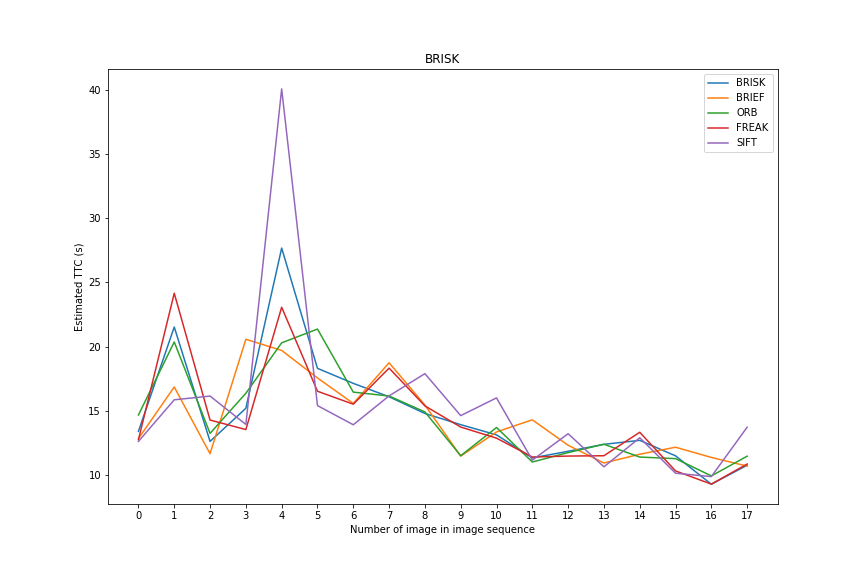 BRISK
BRISK
BRIEF
ORB
FREAK
SIFT
Estimated TTC (s)
40
35
30
25
20
15
10
0 1 2 3 4 5 6 7 8 9 10 11 12 13 14 15 16 17
Number of image in image sequence